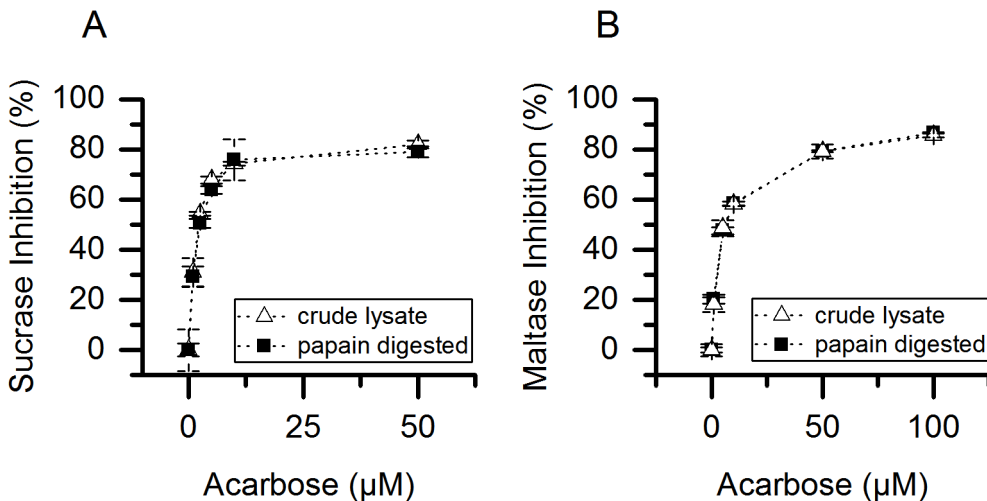 A
Sucrase Inhibition (%)
100
80
60
40
20
0
crude lysate
papain digested
0 25 50
Acarbose (µM)
B
Maltase Inhibition (%)
100
80
60
40
20
0
crude lysate
papain digested
0 50 100
Acarbose (µM)